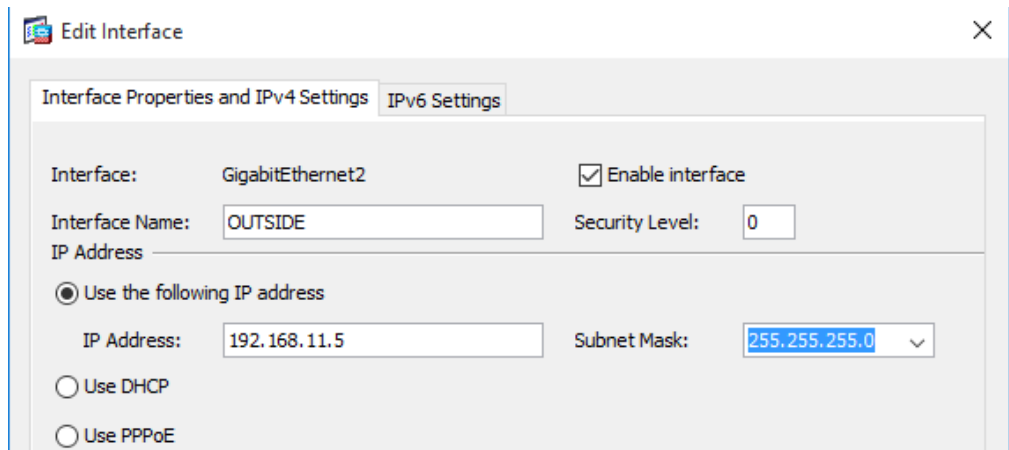 Edit Interface
Interface Properties and IPv4 Settings IPv6 Settings
Interface: GigabitEthernet2 Enable interface
Interface Name: OUTSIDE Security Level: 0
IP Address
Use the following IP address
IP Address: 192.168.11.5 Subnet Mask: 255.255.255.0
Use DHCP
Use PPPoE